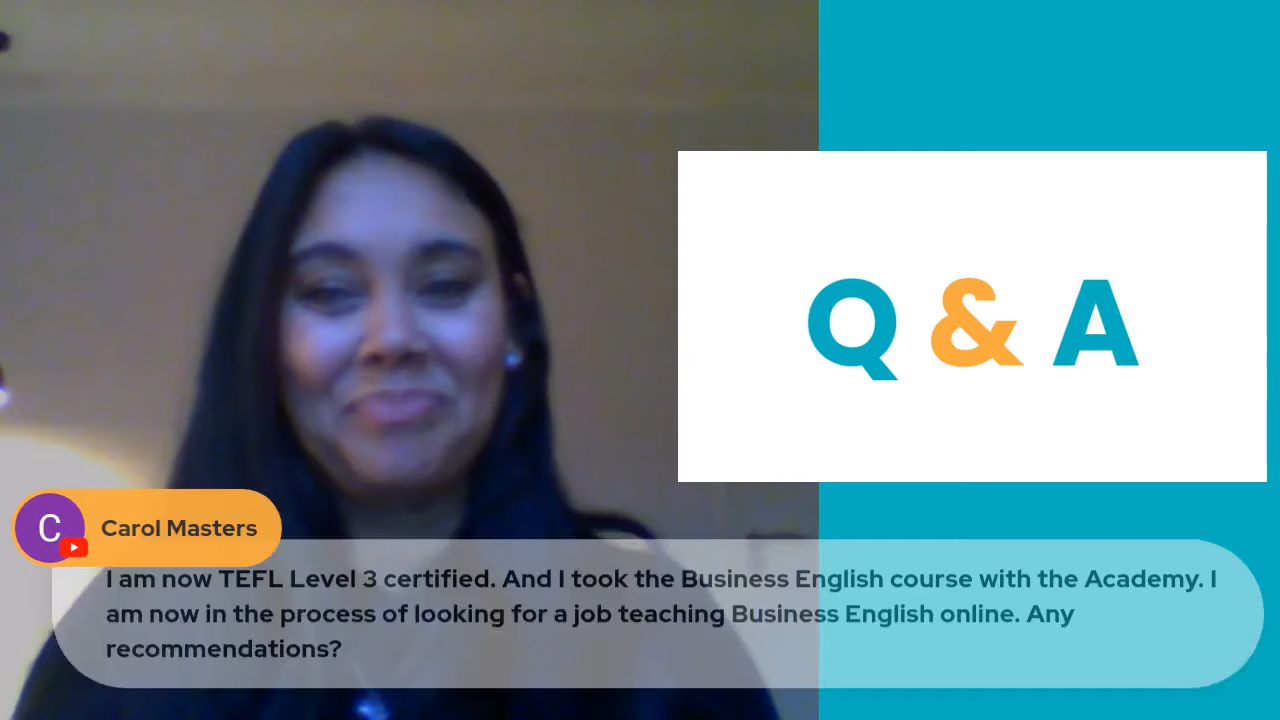 Q & A
C
Carol Masters
I am now TEFL Level 3 certified. And I took the Business English course with the Academy. I
am now in the process of looking for a job teaching Business English online. Any
recommendations?